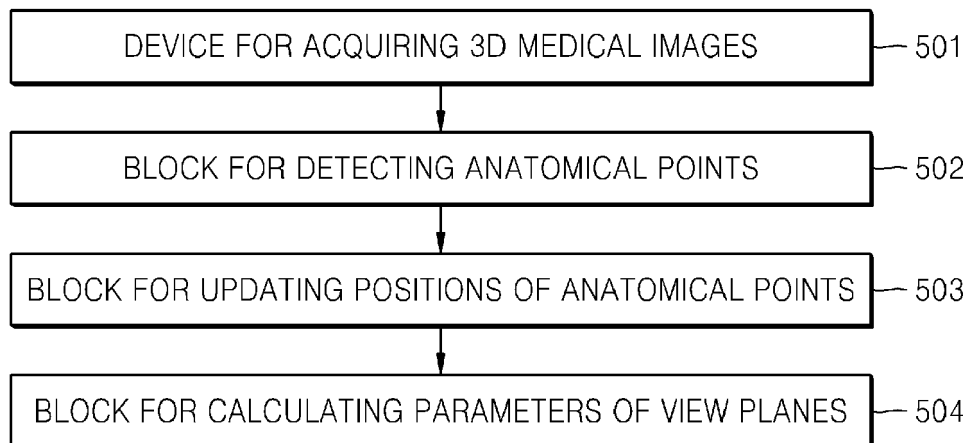 DEVICE FOR ACQUIRING 3D MEDICAL IMAGES 501
BLOCK FOR DETECTING ANATOMICAL POINTS 502
BLOCK FOR UPDATING POSITIONS OF ANATOMICAL POINTS 503
BLOCK FOR CALCULATING PARAMETERS OF VIEW PLANES 504